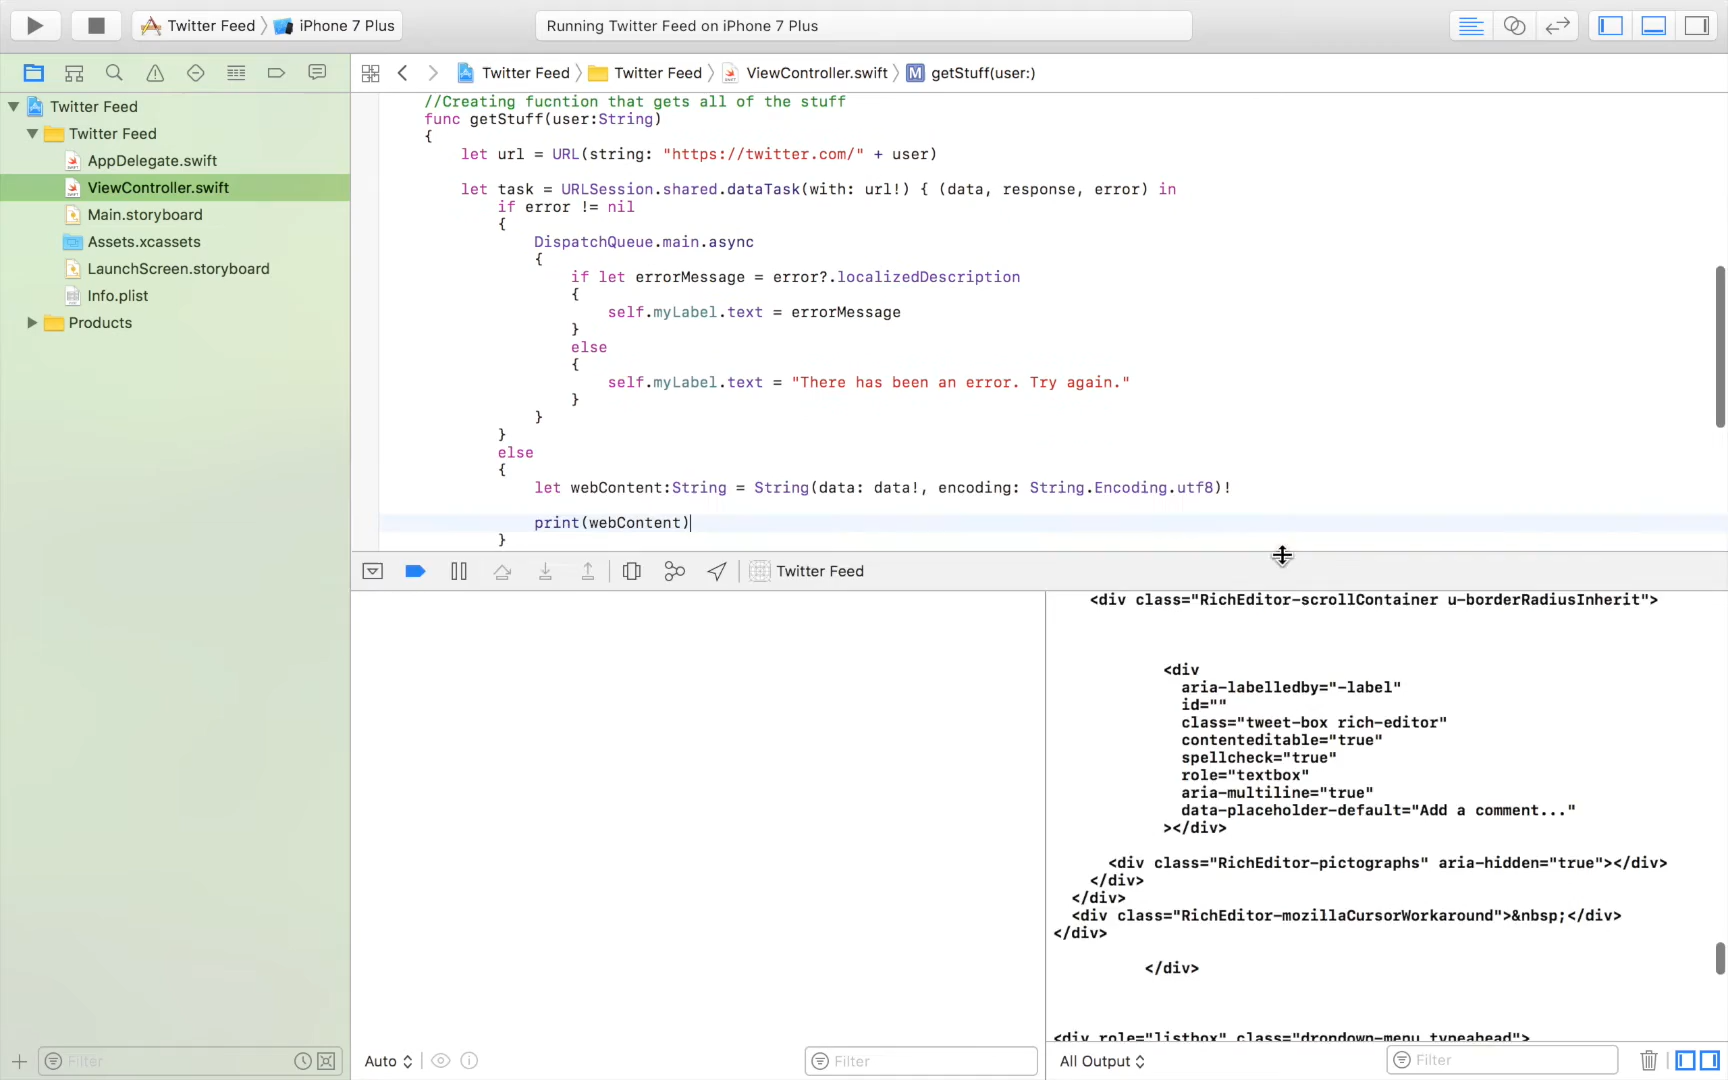 Twitter Feed 〉 iPhone 7 Plus
Running Twitter Feed on iPhone 7 Plus
Twitter Feed 〉 Twitter Feed 〉 ViewController.swift 〉 M getStuff(user:)
Twitter Feed
Twitter Feed
AppDelegate.swift
ViewController.swift
Main.storyboard
Assets.xcassets
LaunchScreen.storyboard
Info.plist
Products
//Creating fucntion that gets all of the stuff
func getStuff(user:String)
{
let url = URL(string: "https://twitter.com/" + user)
let task = URLSession.shared.dataTask(with: url!) { (data, response, error) in
if error != nil
{
DispatchQueue.main.async
{
if let errorMessage = error?.localizedDescription
{
self.myLabel.text = errorMessage
}
else
{
self.myLabel.text = "There has been an error. Try again."
}
}
}
else
{
let webContent:String = String(data: data!, encoding: String.Encoding.utf8)!
print(webContent)
}
Twitter Feed
<div class="RichEditor-scrollContainer u-borderRadiusInherit">
<div
aria-labelledby="-label"
id=""
class="tweet-box rich-editor"
contenteditable="true"
spellcheck="true"
role="textbox"
aria-multiline="true"
data-placeholder-default="Add a comment..."
></div>
<div class="RichEditor-pictographs" aria-hidden="true"></div>
</div>
</div>
<div class="RichEditor-mozillaCursorWorkaround">&nbsp;</div>
</div>
</div>
<div role="listbox" class="dropdown-menu typeahead">
Filter
Auto
Filter
All Output
Filter